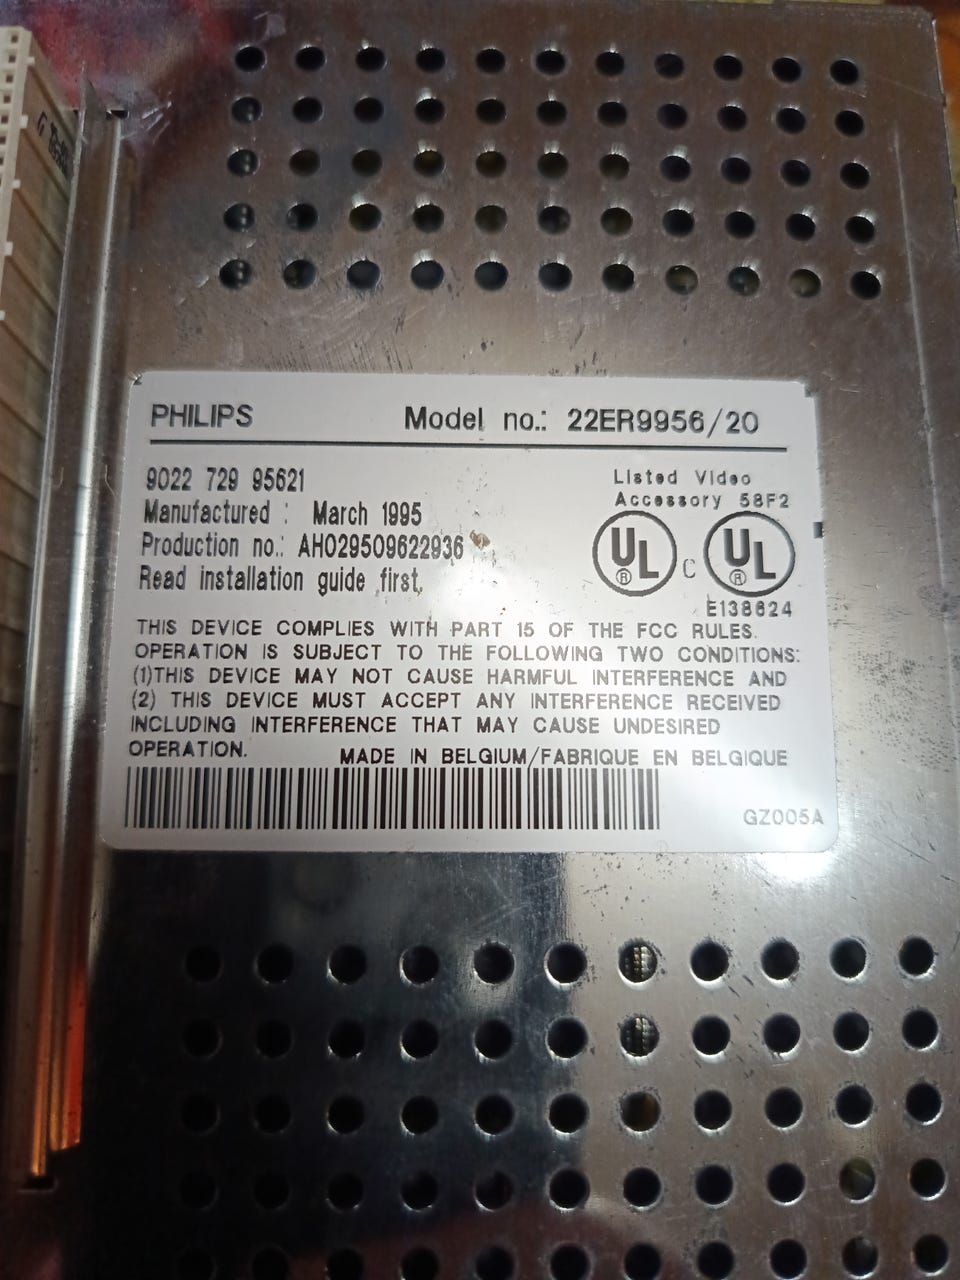 PHILIPS Model no.: 22ER9956/20
9022 729 95621
Manufactured : March 1995
Production no.: AH029509622936
Read installation guide first.
Listed Video
Accessory 58F2
UL ® C UL ®
E138624
THIS DEVICE COMPLIES WITH PART 15 OF THE FCC RULES.
OPERATION IS SUBJECT TO THE FOLLOWING TWO CONDITIONS:
(1)THIS DEVICE MAY NOT CAUSE HARMFUL INTERFERENCE AND
(2) THIS DEVICE MUST ACCEPT ANY INTERFERENCE RECEIVED
INCLUDING INTERFERENCE THAT MAY CAUSE UNDESIRED
OPERATION.
MADE IN BELGIUM/FABRIQUE EN BELGIQUE
GZ005A